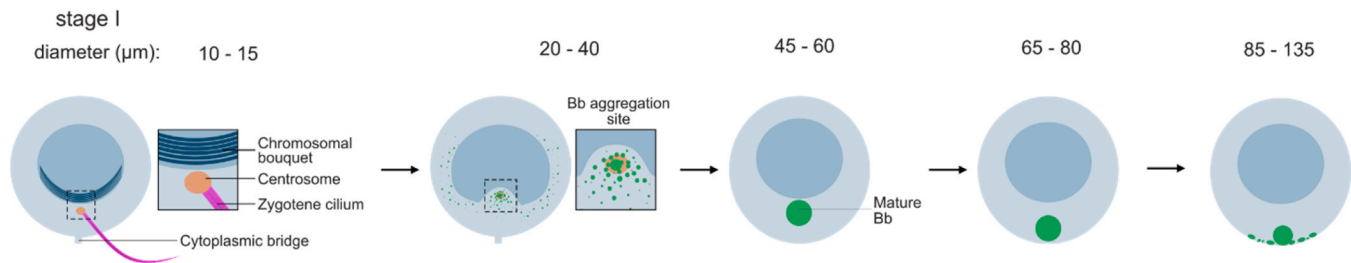 stage I
diameter (µm):
10 - 15
20 - 40
45 - 60
65 - 80
85 - 135
Bb aggregation
site
Chromosomal
bouquet
Centrosome
Zygotene cilium
Cytoplasmic bridge
Mature
Bb